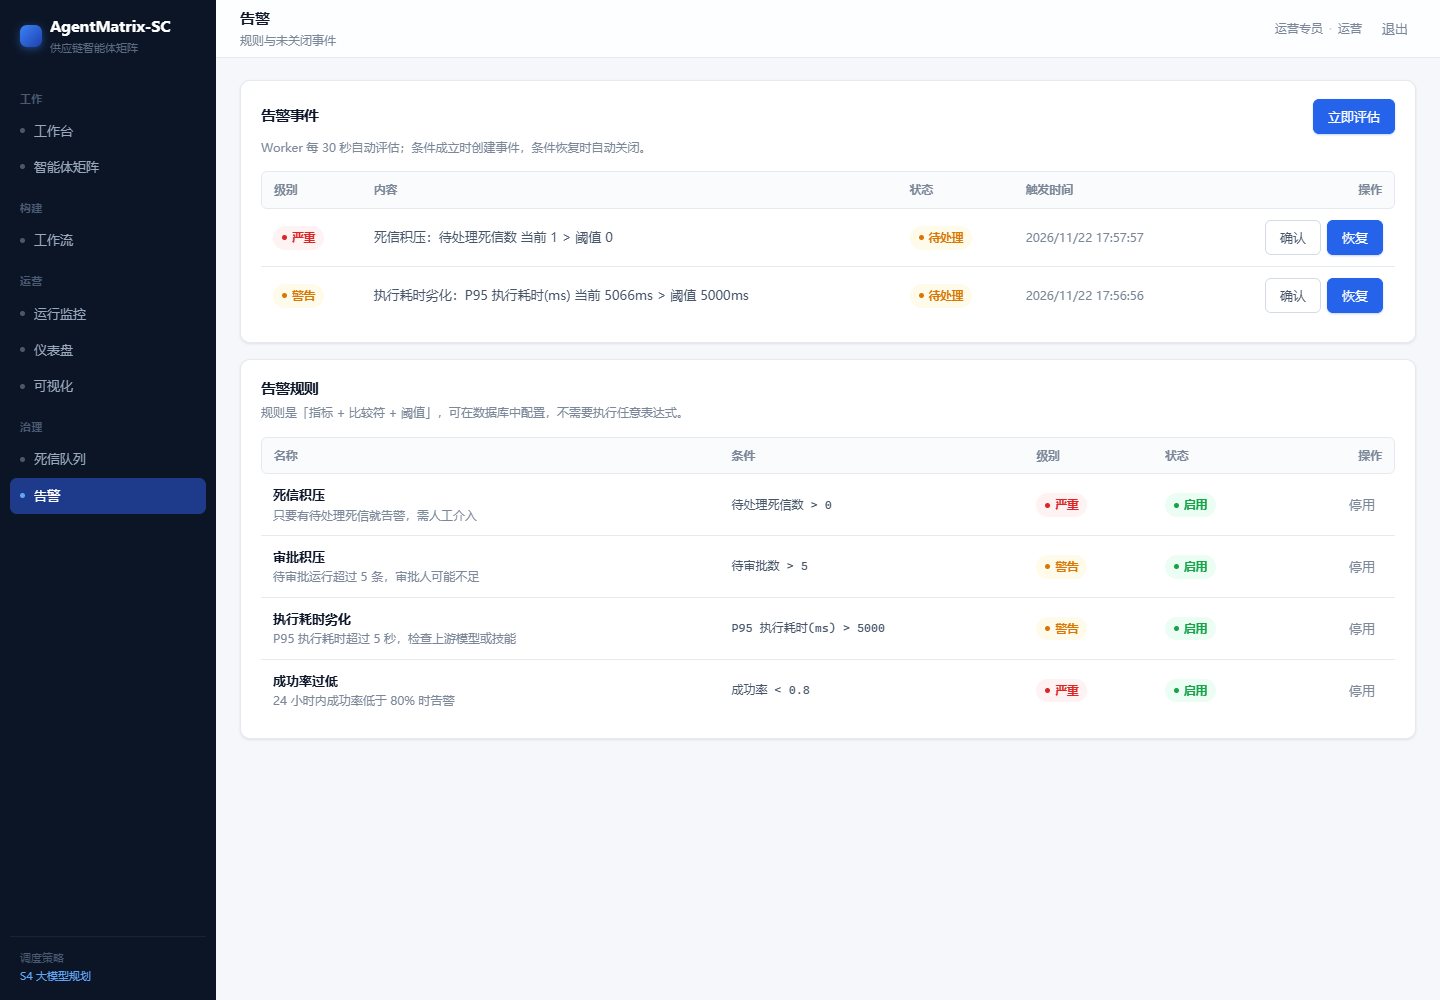 AgentMatrix-SC
供应链智能体矩阵
工作
工作台
智能体矩阵
构建
工作流
运营
运行监控
仪表盘
可视化
治理
死信队列
告警
调度策略
S4 大模型规划
告警
规则与未关闭事件
运营专员 · 运营 退出
告警事件
立即评估
Worker 每 30 秒自动评估；条件成立时创建事件，条件恢复时自动关闭。
级别 内容 状态 触发时间 操作
严重 死信积压：待处理死信数 当前 1 > 阈值 0 待处理 2026/11/22 17:57:57 确认 恢复
警告 执行耗时劣化：P95 执行耗时(ms) 当前 5066ms > 阈值 5000ms 待处理 2026/11/22 17:56:56 确认 恢复
告警规则
规则是「指标 + 比较符 + 阈值」，可在数据库中配置，不需要执行任意表达式。
名称 条件 级别 状态 操作
死信积压
只要有待处理死信就告警，需人工介入
待处理死信数 > 0 严重 启用 停用
审批积压
待审批运行超过 5 条，审批人可能不足
待审批数 > 5 警告 启用 停用
执行耗时劣化
P95 执行耗时超过 5 秒，检查上游模型或技能
P95 执行耗时(ms) > 5000 警告 启用 停用
成功率过低
24 小时内成功率低于 80% 时告警
成功率 < 0.8 严重 启用 停用